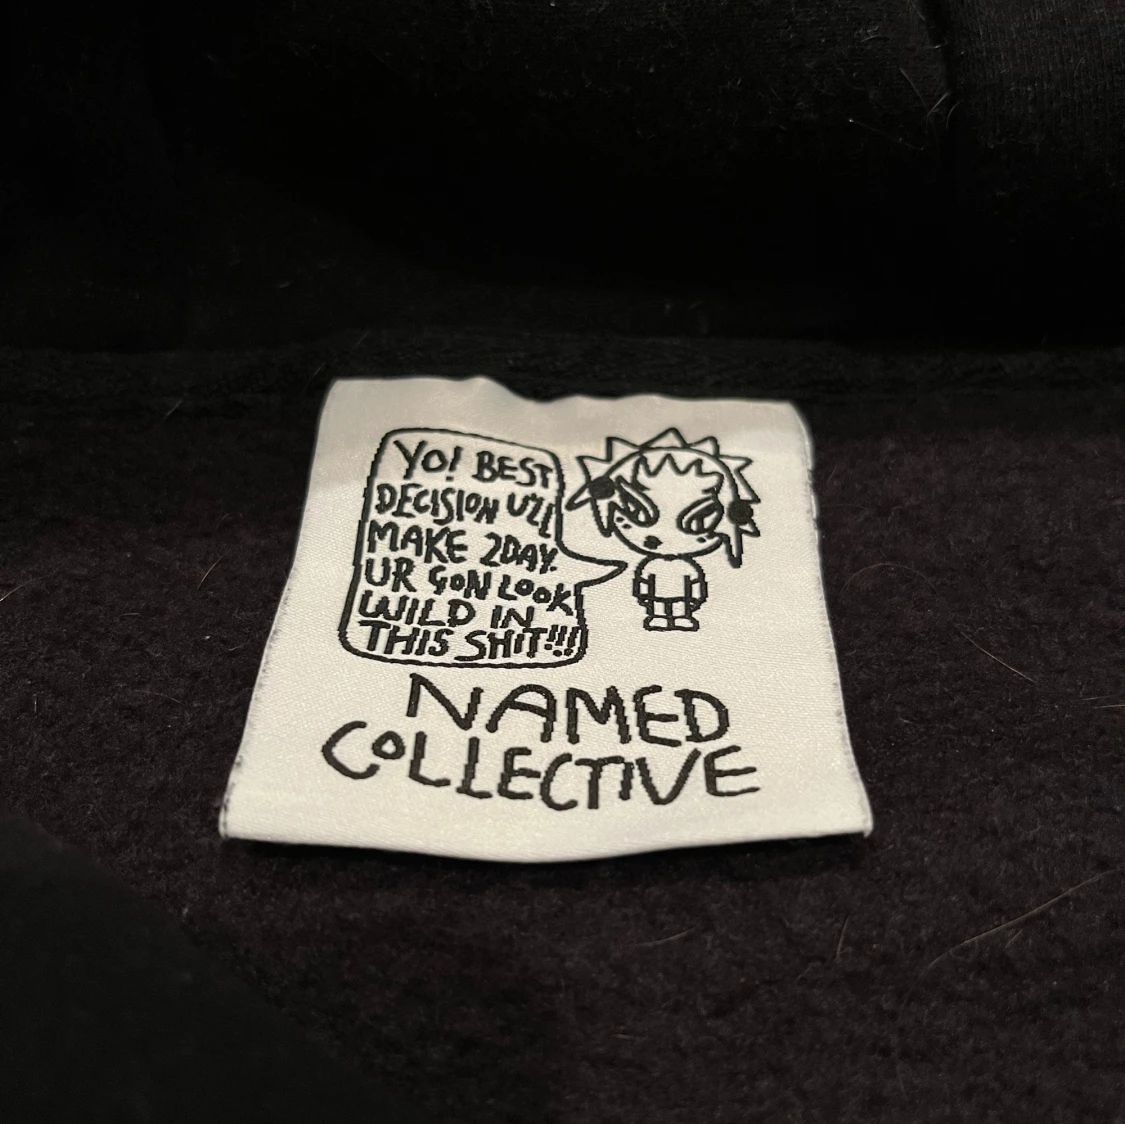 YO! BEST
DECISION U'LL
MAKE 2DAY.
UR GON LOOK
WILD IN
THIS SHIT!!!
NAMED
COLLECTIVE